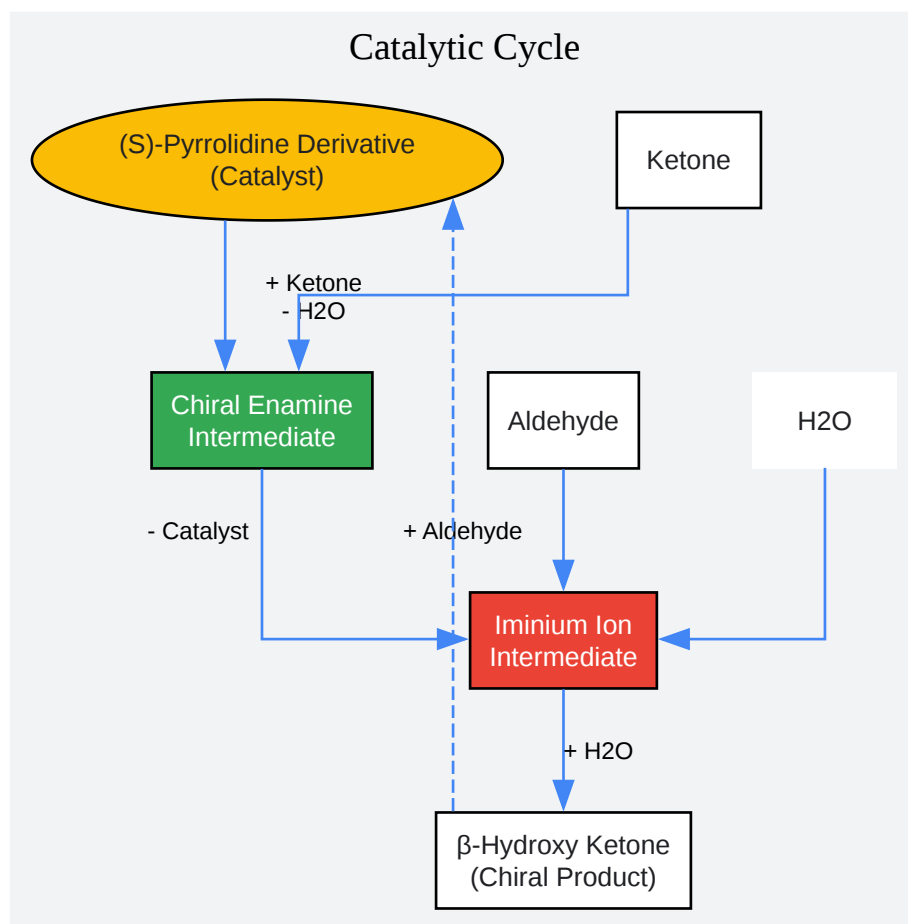 Catalytic Cycle
(S)-Pyrrolidine Derivative
(Catalyst)
Ketone
+ Ketone
- H2O
Chiral Enamine
Intermediate
Aldehyde
H2O
- Catalyst
+ Aldehyde
Iminium Ion
Intermediate
+ H2O
β-Hydroxy Ketone
(Chiral Product)